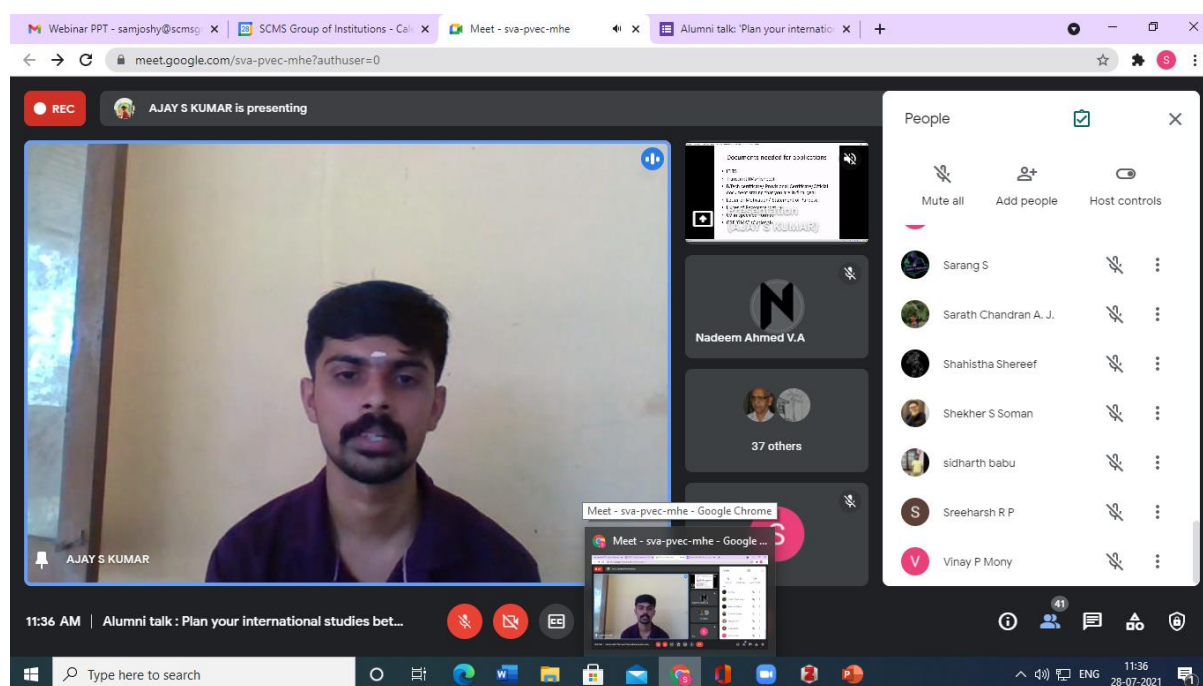 Webinar PPT - samjoshy@scmsg
SCMS Group of Institutions - Cal
Meet - sva-pvec-mhe
Alumni talk: 'Plan your internatio
meet.google.com/sva-pvec-mhe?authuser=0
S
REC
AJAY S KUMAR is presenting
People
Mute all
Add people
Host controls
Documents needed for applications
(AJAY S KUMAR)
N
Nadeem Ahmed V.A
37 others
Sarang S
Sarath Chandran A. J.
Shahistha Shereef
Shekher S Soman
sidharth babu
S
Sreeharsh R P
V
Vinay P Mony
Meet - sva-pvec-mhe - Google Chrome
Meet - sva-pvec-mhe - Google ...
S
AJAY S KUMAR
11:36 AM | Alumni talk : Plan your international studies bet...
41
Type here to search
ENG
11:36
28-07-2021